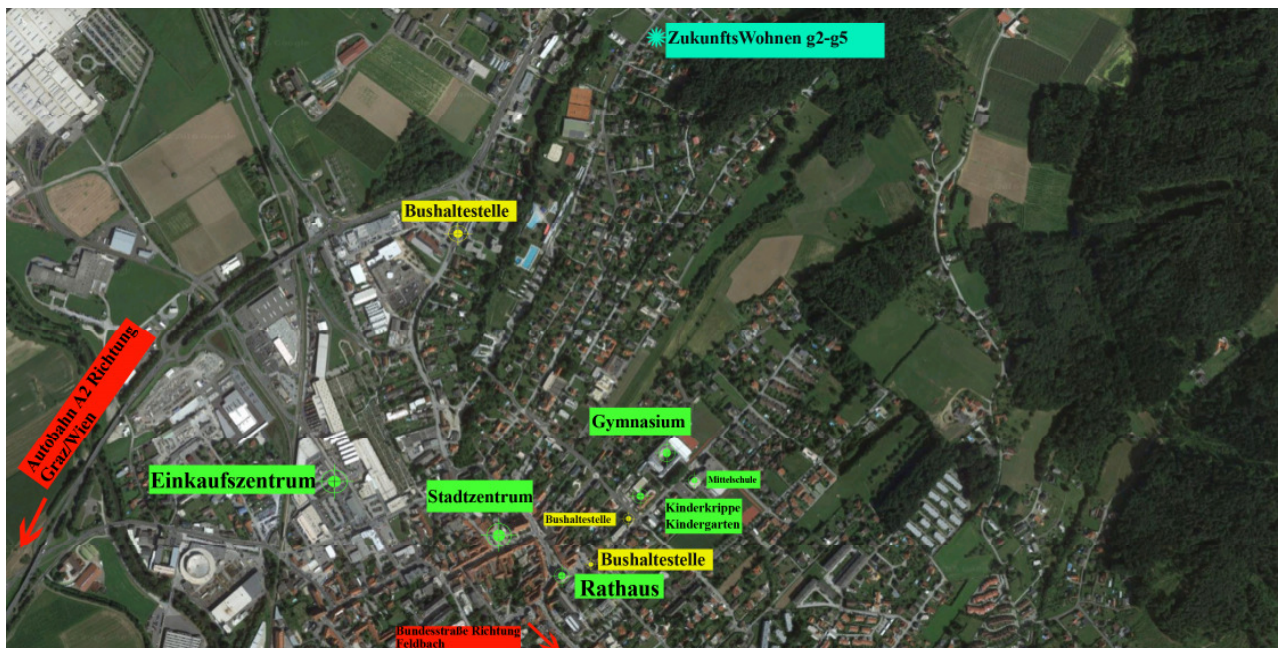 ZukunftsWohnen g2-g5
Bushaltestelle
Autobahn A2 Richtung
Graz/Wien
Gymnasium
Einkaufszentrum
Mittelschule
Stadtzentrum
Kinderkrippe
Kindergarten
Bushaltestelle
Bushaltestelle
Rathaus
Bundesstraße Richtung
Feldbach